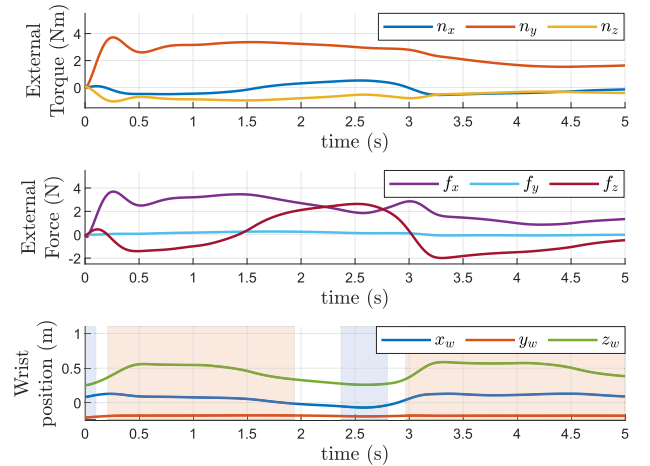 n_x n_y n_z
External
Torque (Nm)
4
2
0
0 0.5 1 1.5 2 2.5 3 3.5 4 4.5 5
time (s)
f_x f_y f_z
External
Force (N)
4
2
0
-2
0 0.5 1 1.5 2 2.5 3 3.5 4 4.5 5
time (s)
x_w y_w z_w
Wrist
position (m)
1
0.5
0
0 0.5 1 1.5 2 2.5 3 3.5 4 4.5 5
time (s)